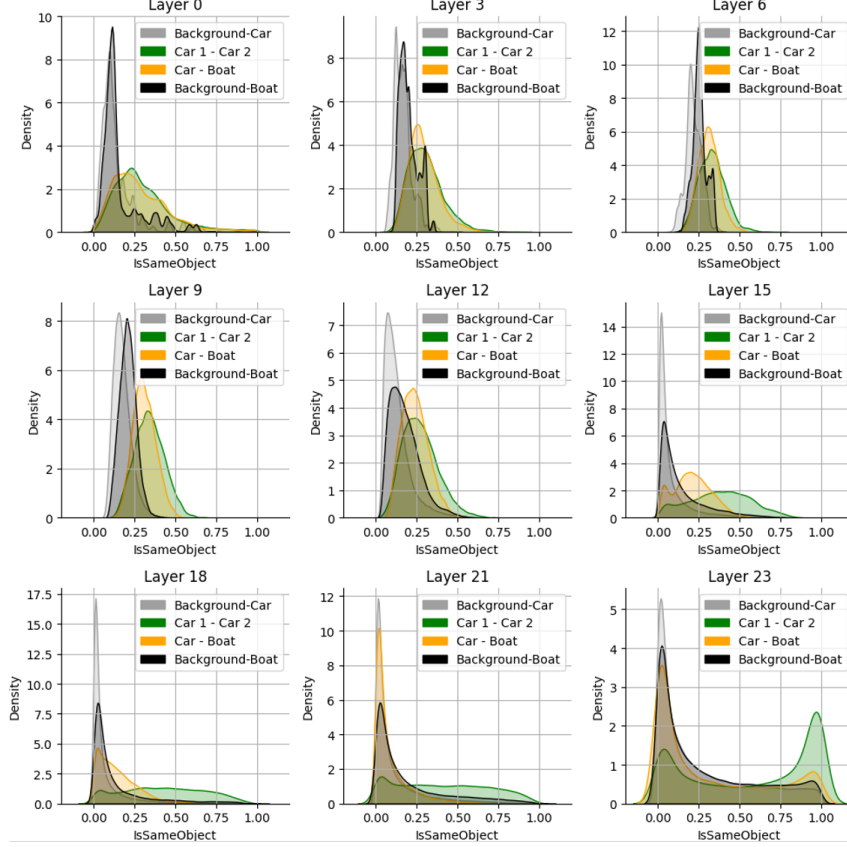 Layer 0
10
8
6
4
2
0
Density
Background-Car
Car 1 - Car 2
Car - Boat
Background-Boat
0.00 0.25 0.50 0.75 1.00
IsSameObject
Layer 3
8
6
4
2
0
Density
Background-Car
Car 1 - Car 2
Car - Boat
Background-Boat
0.00 0.25 0.50 0.75 1.00
IsSameObject
Layer 6
12
10
8
6
4
2
0
Density
Background-Car
Car 1 - Car 2
Car - Boat
Background-Boat
0.00 0.25 0.50 0.75 1.00
IsSameObject
Layer 9
8
6
4
2
0
Density
Background-Car
Car 1 - Car 2
Car - Boat
Background-Boat
0.00 0.25 0.50 0.75 1.00
IsSameObject
Layer 12
7
6
5
4
3
2
1
0
Density
Background-Car
Car 1 - Car 2
Car - Boat
Background-Boat
0.00 0.25 0.50 0.75 1.00
IsSameObject
Layer 15
14
12
10
8
6
4
2
0
Density
Background-Car
Car 1 - Car 2
Car - Boat
Background-Boat
0.00 0.25 0.50 0.75 1.00
IsSameObject
Layer 18
17.5
15.0
12.5
10.0
7.5
5.0
2.5
0.0
Density
Background-Car
Car 1 - Car 2
Car - Boat
Background-Boat
0.00 0.25 0.50 0.75 1.00
IsSameObject
Layer 21
12
10
8
6
4
2
0
Density
Background-Car
Car 1 - Car 2
Car - Boat
Background-Boat
0.00 0.25 0.50 0.75 1.00
IsSameObject
Layer 23
5
4
3
2
1
0
Density
Background-Car
Car 1 - Car 2
Car - Boat
Background-Boat
0.00 0.25 0.50 0.75 1.00
IsSameObject